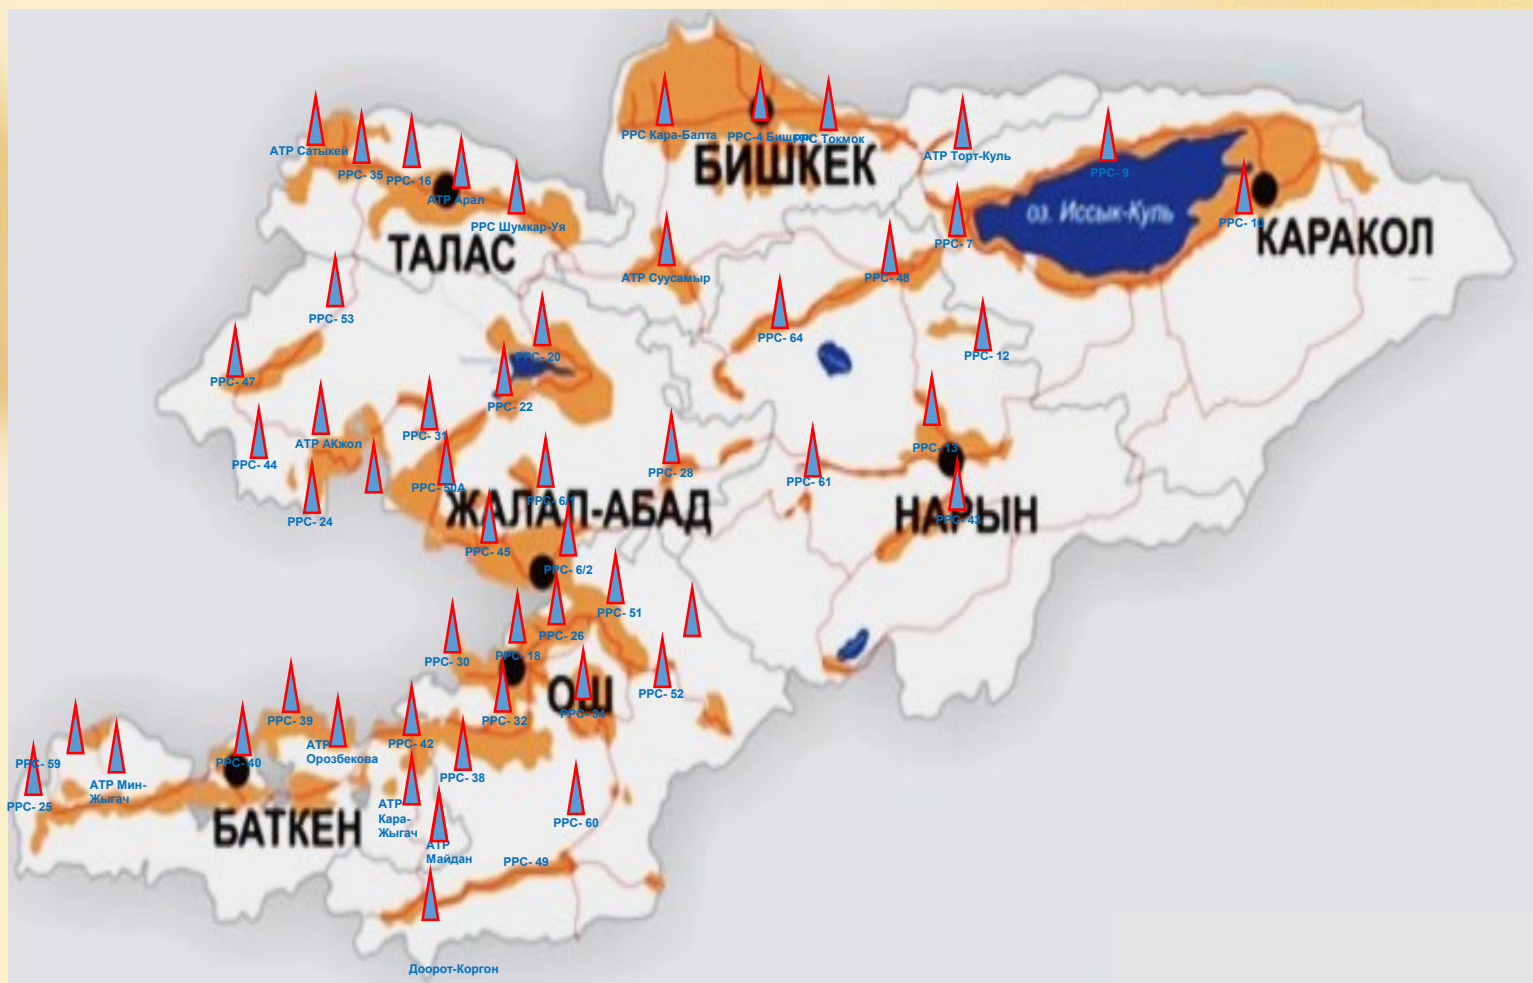 РРС Кара-Балта
РРС-4 Бишкек
РРС Токмок
АТР Сатыкей
РРС- 35
РРС- 16
АТР Арал
РРС Шумкар-Уя
БИШКЕК
АТР Торт-Куль
РРС- 9
оз. Иссык-Куль
РРС- 10
КАРАКОЛ
РРС- 7
ТАЛАС
АТР Суусамыр
РРС- 48
РРС- 53
РРС- 64
РРС- 12
РРС- 20
РРС- 47
РРС- 22
РРС- 31
АТР АКжол
РРС- 13
РРС- 44
РРС- 28
РРС- 61
РРС- 50А
РРС- 6/1
РРС- 24
ЖАЛАЛ-АБАД
НАРЫН
РРС- 43
РРС- 45
РРС- 6/2
РРС- 51
РРС- 26
РРС- 18
РРС- 30
РРС- 52
ОШ
РРС- 34
РРС- 32
РРС- 39
РРС- 42
АТР
Орозбекова
РРС- 59
РРС- 40
РРС- 38
АТР Мин-
Жыгач
РРС- 25
АТР
Кара-
Жыгач
РРС- 60
БАТКЕН
АТР
Майдан
РРС- 49
Доорот-Коргон